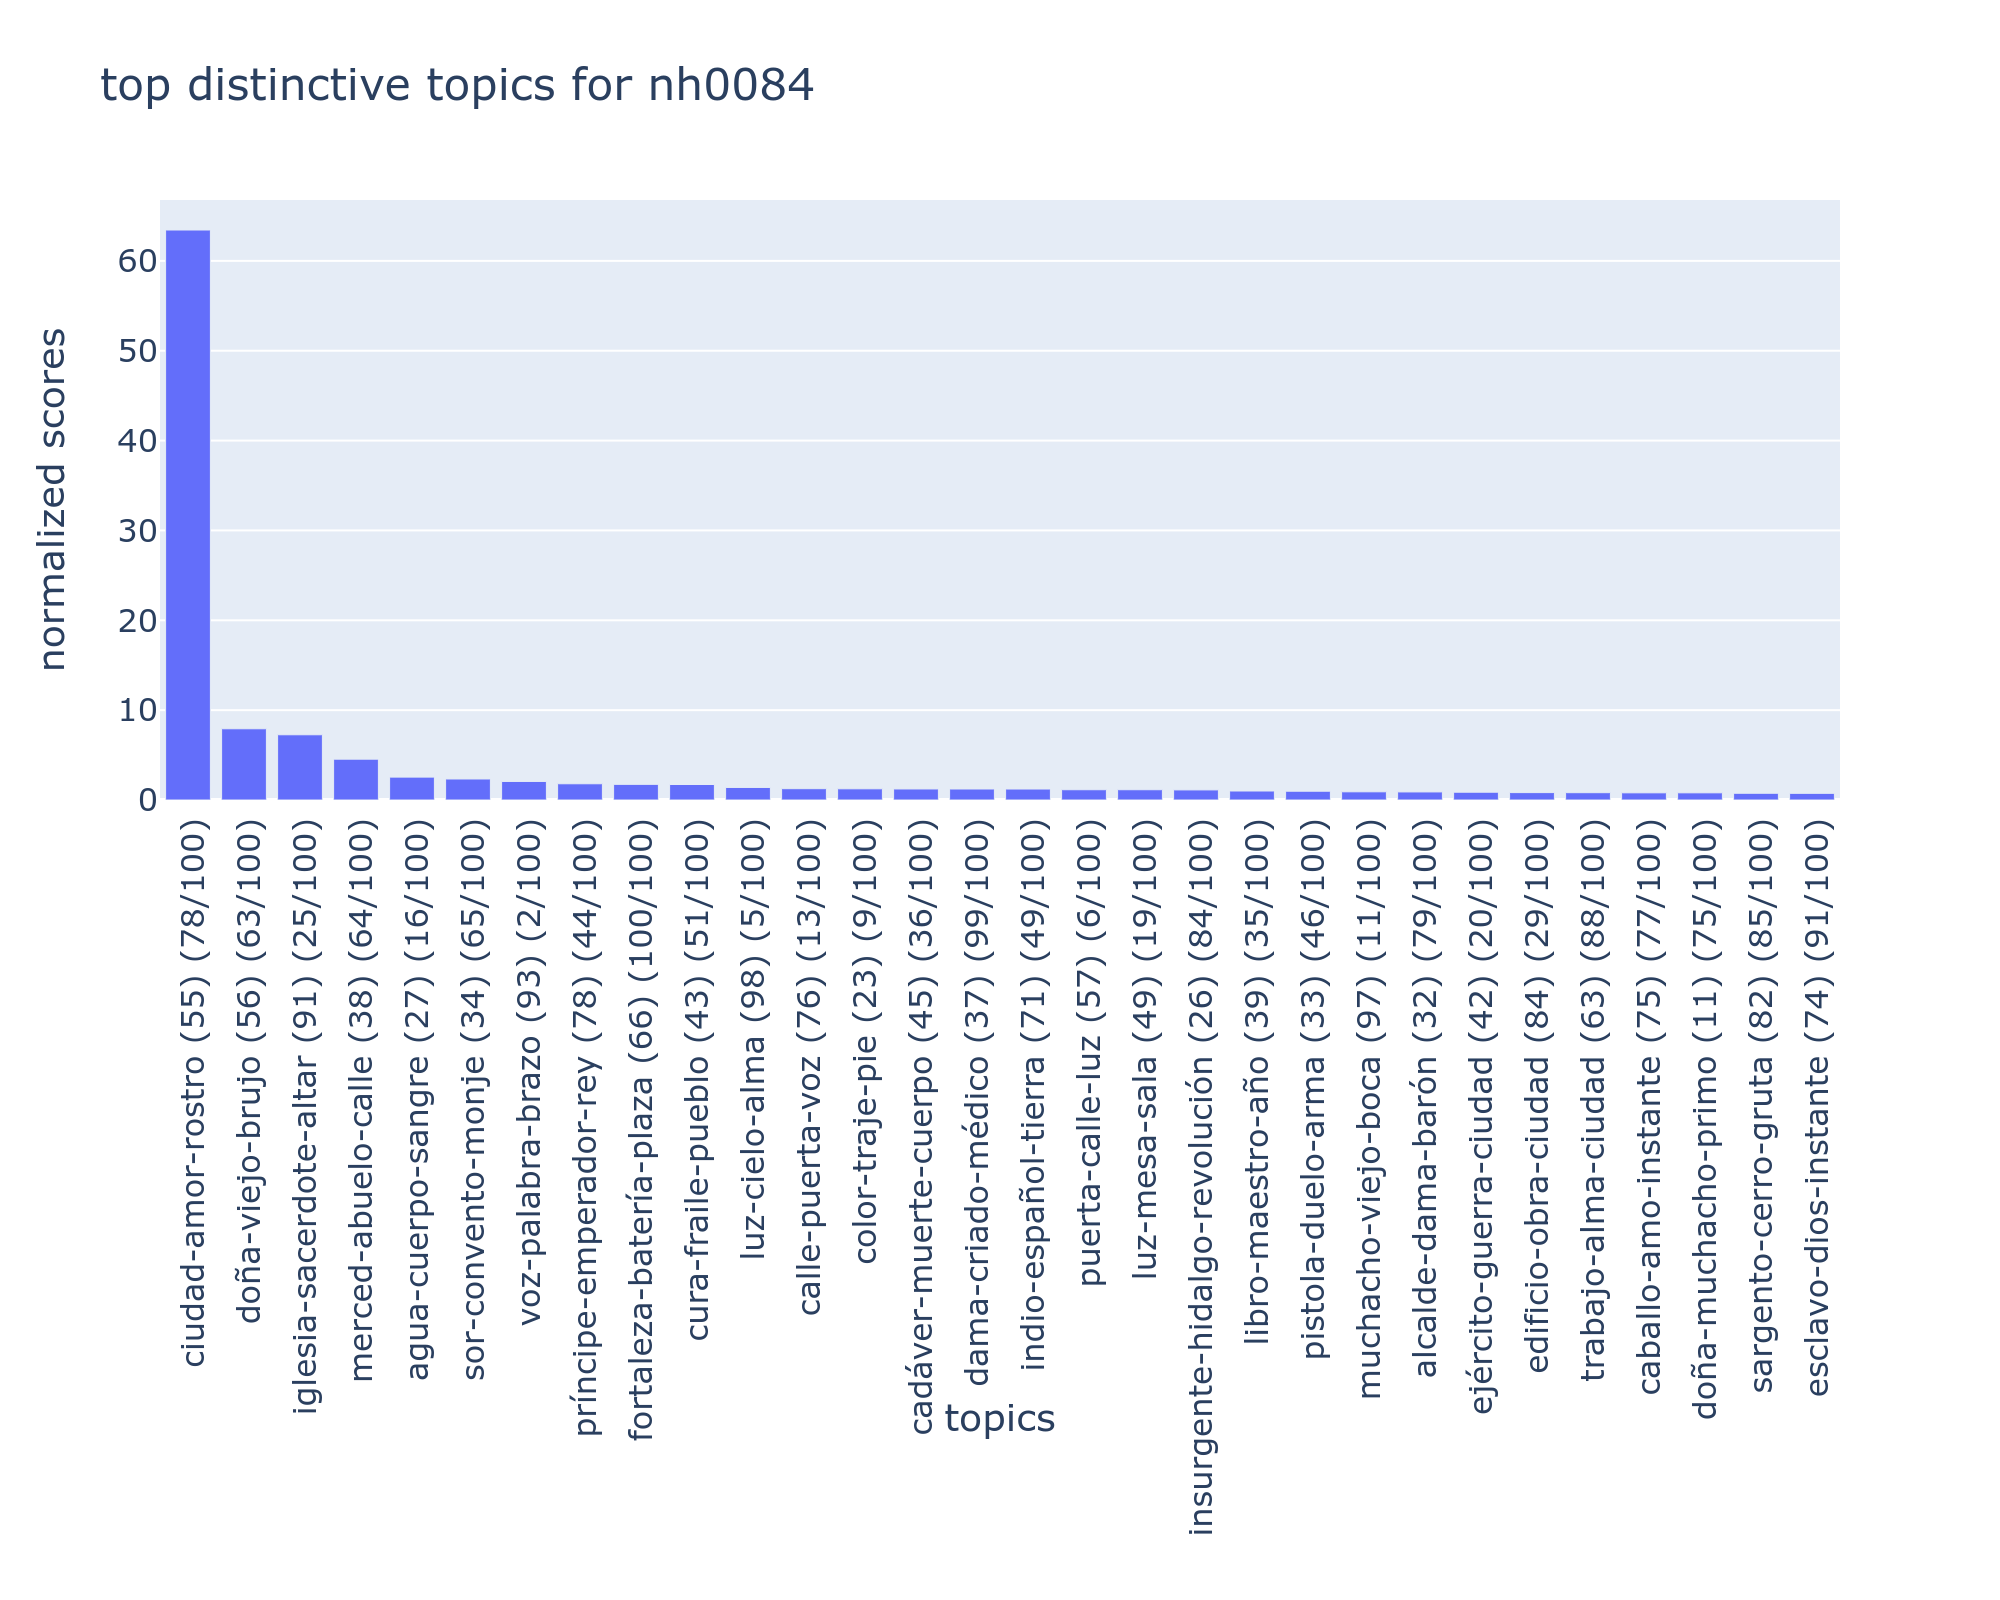 top distinctive topics for nh0084
normalized scores
60
50
40
30
20
10
0
ciudad-amor-rostro (55) (78/100)
doña-viejo-brujo (56) (63/100)
iglesia-sacerdote-altar (91) (25/100)
merced-abuelo-calle (38) (64/100)
agua-cuerpo-sangre (27) (16/100)
sor-convento-monje (34) (65/100)
voz-palabra-brazo (93) (2/100)
príncipe-emperador-rey (78) (44/100)
fortaleza-batería-plaza (66) (100/100)
cura-fraile-pueblo (43) (51/100)
luz-cielo-alma (98) (5/100)
calle-puerta-voz (76) (13/100)
color-traje-pie (23) (9/100)
cadáver-muerte-cuerpo (45) (36/100)
dama-criado-médico (37) (99/100)
indio-español-tierra (71) (49/100)
puerta-calle-luz (57) (6/100)
luz-mesa-sala (49) (19/100)
insurgente-hidalgo-revolución (26) (84/100)
libro-maestro-año (39) (35/100)
pistola-duelo-arma (33) (46/100)
muchacho-viejo-boca (97) (11/100)
alcalde-dama-barón (32) (79/100)
ejército-guerra-ciudad (42) (20/100)
edificio-obra-ciudad (84) (29/100)
trabajo-alma-ciudad (63) (88/100)
caballo-amo-instante (75) (77/100)
doña-muchacho-primo (11) (75/100)
sargento-cerro-gruta (82) (85/100)
esclavo-dios-instante (74) (91/100)
topics